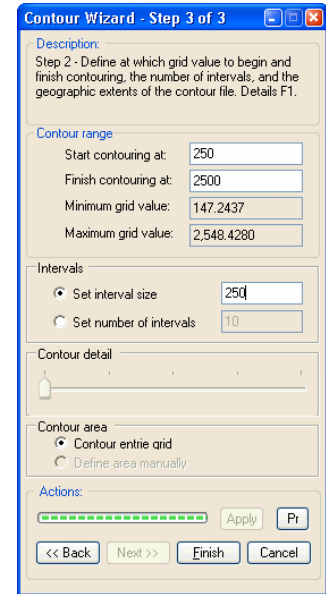 Contour Wizard - Step 3 of 3
Description:
Step 2 - Define at which grid value to begin and
finish contouring, the number of intervals, and the
geographic extents of the contour file. Details F1.
Contour range
Start contouring at: 250
Finish contouring at: 2500
Minimum grid value: 147.2437
Maximum grid value: 2,548.4280
Intervals
Set interval size 250
Set number of intervals 10
Contour detail
Contour area
Contour entrie grid
Define area manually
Actions:
Apply Pr
<< Back Next >> Finish Cancel